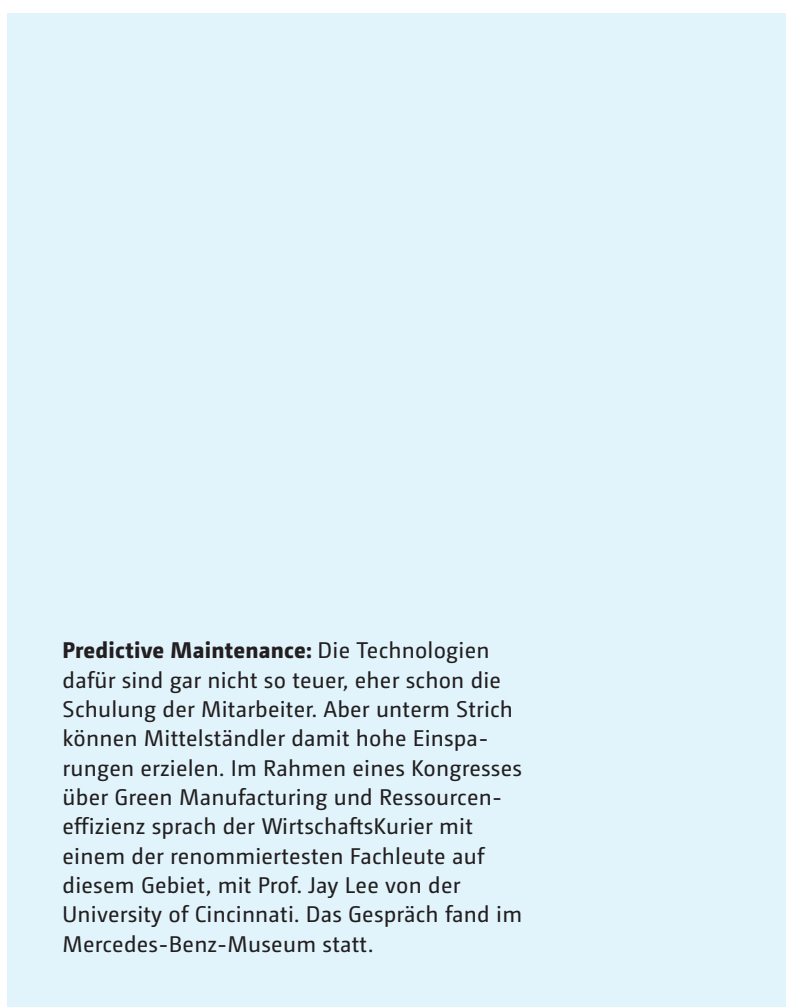 Predictive Maintenance: Die Technologien
dafür sind gar nicht so teuer, eher schon die
Schulung der Mitarbeiter. Aber unterm Strich
können Mittelständler damit hohe Einspa-
rungen erzielen. Im Rahmen eines Kongresses
über Green Manufacturing und Ressourcen-
effizienz sprach der WirtschaftsKurier mit
einem der renommiertesten Fachleute auf
diesem Gebiet, mit Prof. Jay Lee von der
University of Cincinnati. Das Gespräch fand im
Mercedes-Benz-Museum statt.